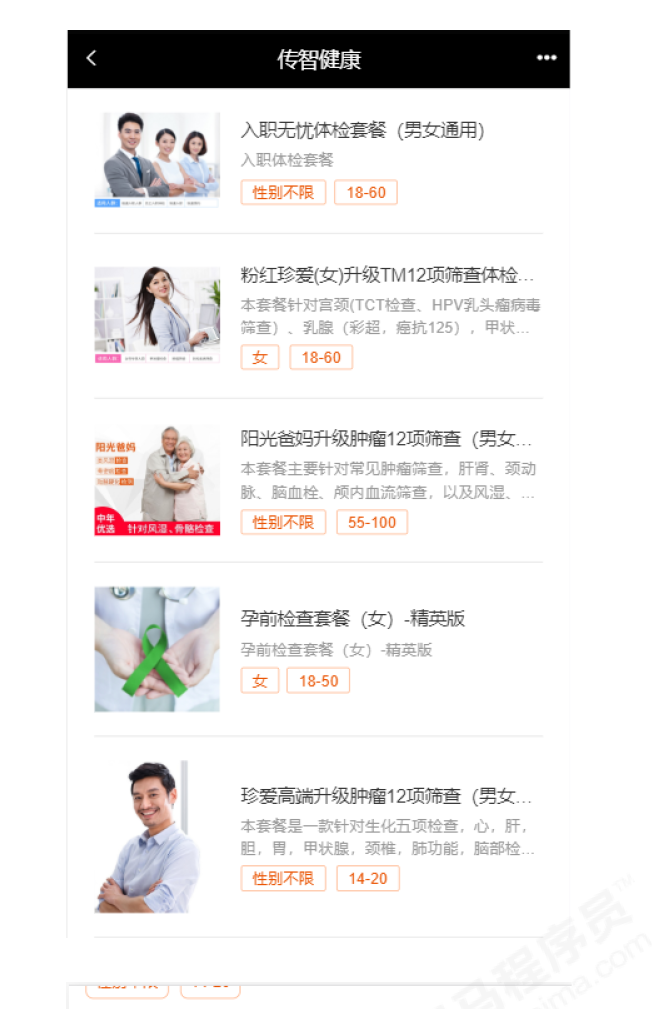 传智健康
入职无忧体检套餐（男女通用)
入职体检套餐
性别不限 18-60
粉红珍爱(女)升级TM12项筛查体检...
本套餐针对宫颈(TCT检查、HPV乳头瘤病毒
筛查）、乳腺（彩超，癌抗125），甲状...
女 18-60
阳光爸妈
中年
优选 针对风湿、骨骼检查
阳光爸妈升级肿瘤12项筛查（男女...
本套餐主要针对常见肿瘤筛查，肝肾、颈动
脉、脑血栓、颅内血流筛查，以及风湿、...
性别不限 55-100
孕前检查套餐（女）-精英版
孕前检查套餐（女）-精英版
女 18-50
珍爱高端升级肿瘤12项筛查（男女...
本套餐是一款针对生化五项检查，心，肝，
胆，胃，甲状腺，颈椎，肺功能，脑部检...
性别不限 14-20